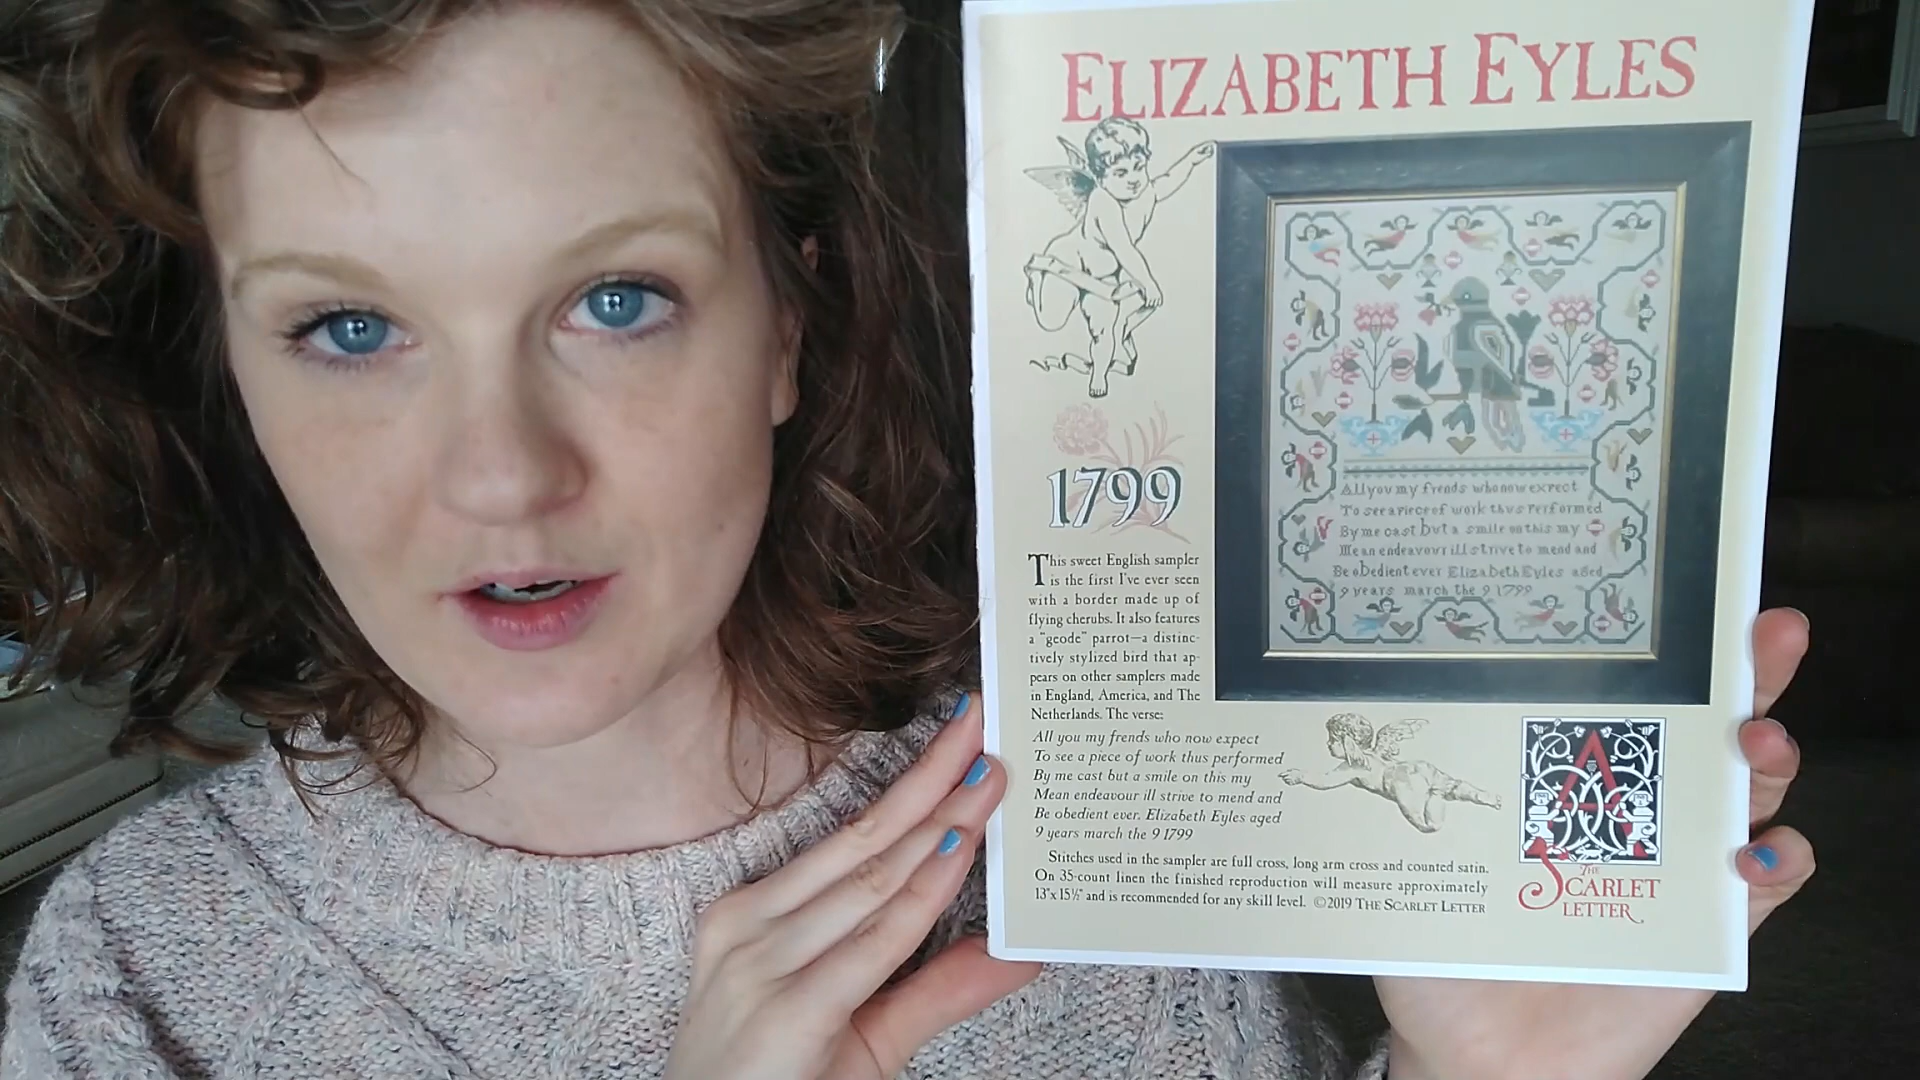 ELIZABETH EYLES
1799
This sweet English sampler
is the first I've ever seen
with a border made up of
flying cherubs. It also features
a "geode" parrot—a distinc-
tively stylized bird that ap-
pears on other samplers made
in England, America, and The
Netherlands. The verse:
All you my frends who now expect
To see a piece of work thus performed
By me cast but a smile on this my
Mean endeavour ill strive to mend and
Be obedient ever. Elizabeth Eyles aged
9 years march the 9 1799
Stitches used in the sampler are full cross, long arm cross and counted satin.
On 35-count linen the finished reproduction will measure approximately
13"x 15½" and is recommended for any skill level. ©2019 THE SCARLET LETTER
All you my frends who now expect
To see a piece of work thus Performed
By me cast but a smile on this my
Mean endeavour ill strive to mend and
Be obedient ever Elizabeth Eyles aged
9 years march the 9 1799
A
THE
SCARLET
LETTER